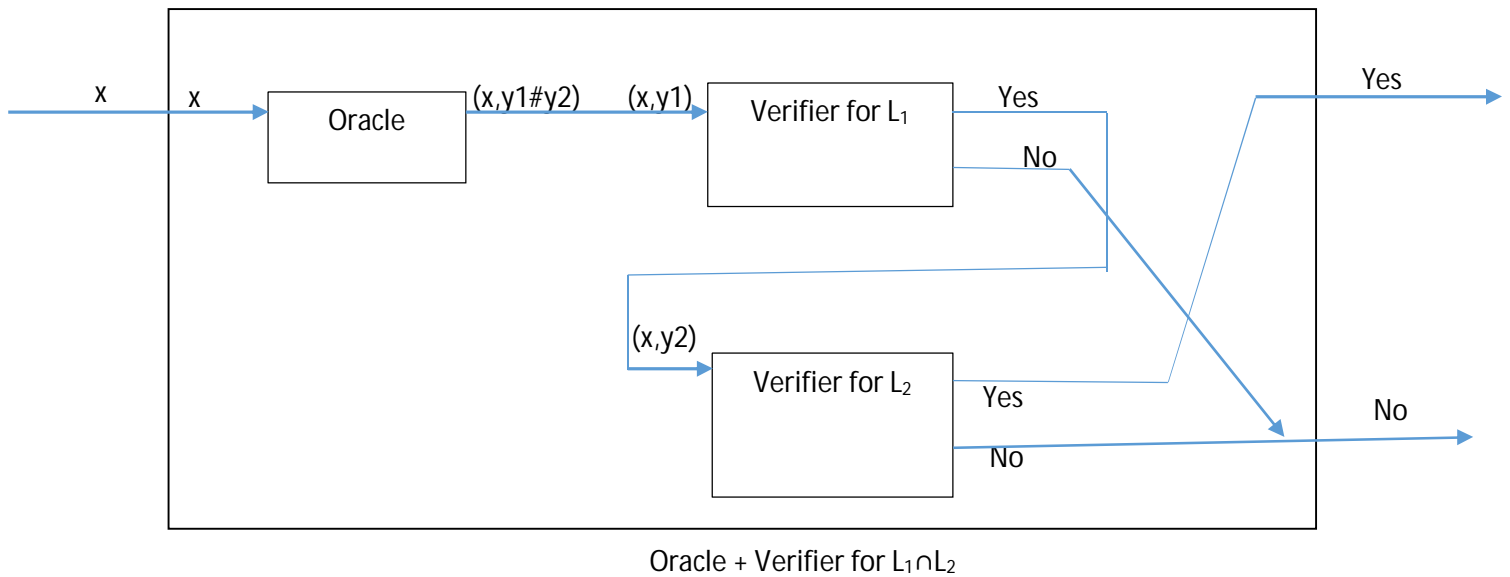 x
x
Oracle
(x,y1#y2)
(x,y1)
Verifier for L₁
Yes
No
Yes
(x,y2)
Verifier for L₂
Yes
No
No
Oracle + Verifier for L₁∩L₂